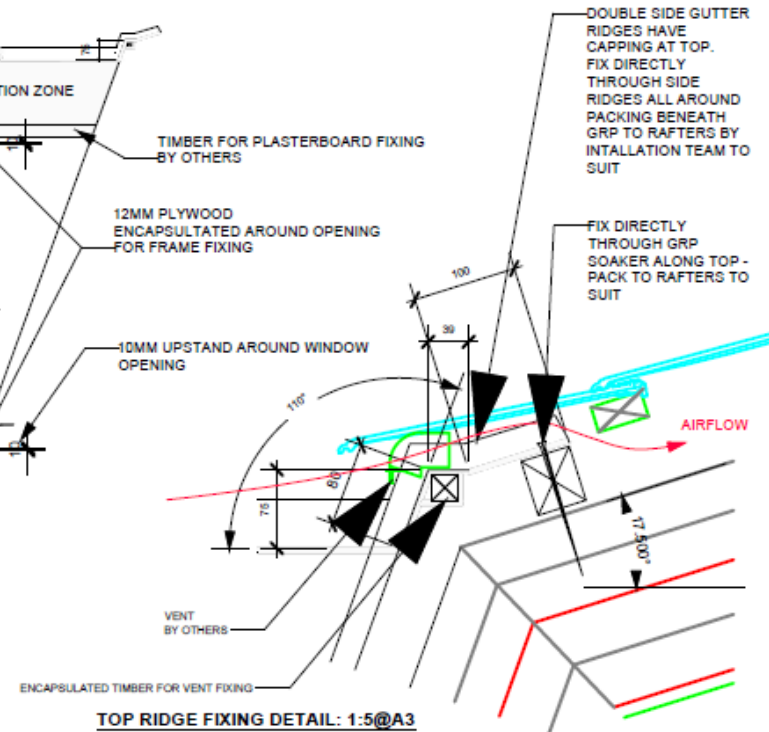 DOUBLE SIDE GUTTER
RIDGES HAVE
CAPPING AT TOP.
FIX DIRECTLY
THROUGH SIDE
RIDGES ALL AROUND
PACKING BENEATH
GRP TO RAFTERS BY
INTALLATION TEAM TO
SUIT
75
TION ZONE
10
TIMBER FOR PLASTERBOARD FIXING
BY OTHERS
12MM PLYWOOD
ENCAPSULTATED AROUND OPENING
FOR FRAME FIXING
FIX DIRECTLY
THROUGH GRP
SOAKER ALONG TOP -
PACK TO RAFTERS TO
SUIT
100
39
10MM UPSTAND AROUND WINDOW
OPENING
10
110°
AIRFLOW
80
75
17.500°
VENT
BY OTHERS
ENCAPSULATED TIMBER FOR VENT FIXING
TOP RIDGE FIXING DETAIL: 1:5@A3